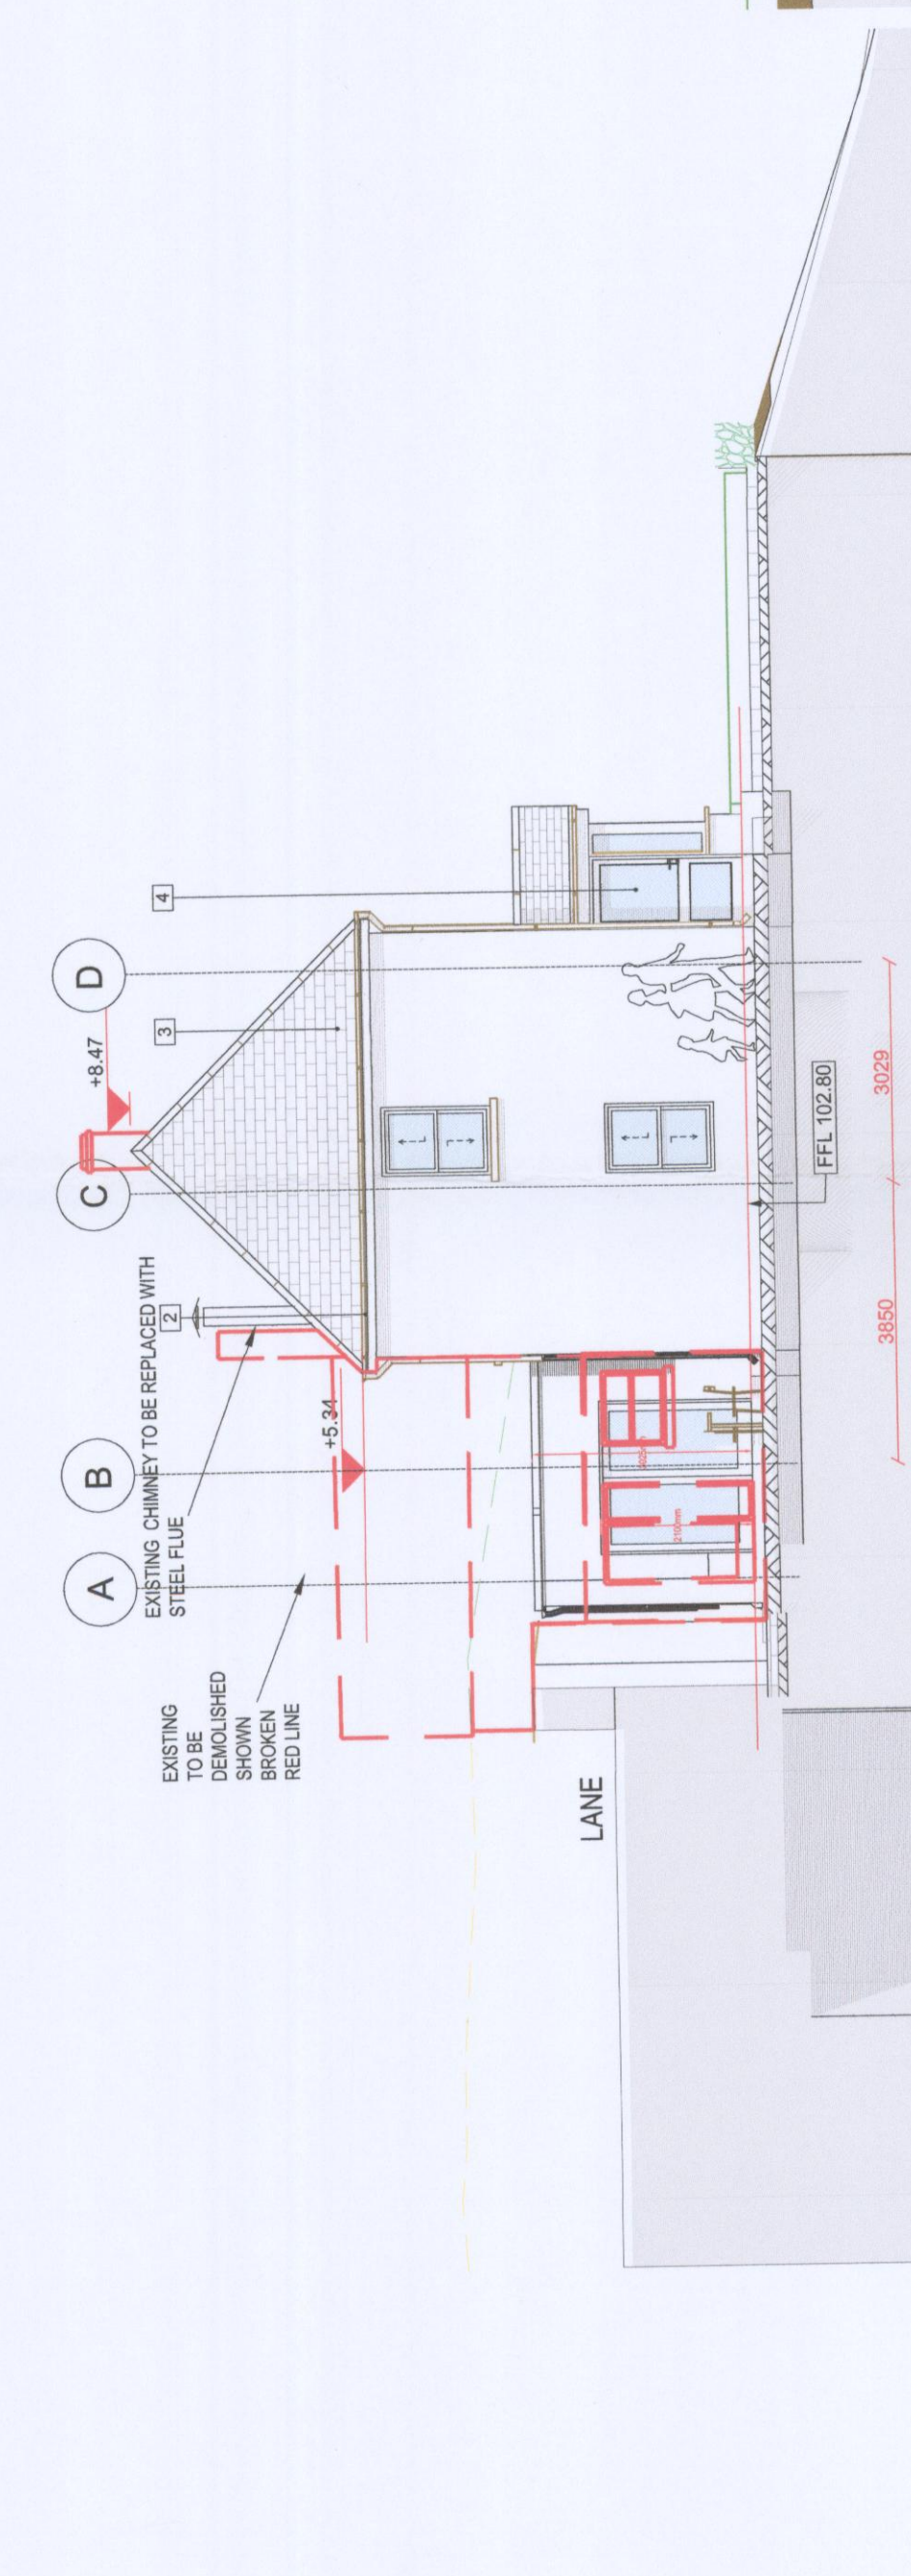 A
B
C
D
+8.47
EXISTING CHIMNEY TO BE REPLACED WITH
STEEL FLUE
2
3
4
EXISTING
TO BE
DEMOLISHED
SHOWN
BROKEN
RED LINE
+5.34
LANE
2100mm
FFL 102.80
3850
3029